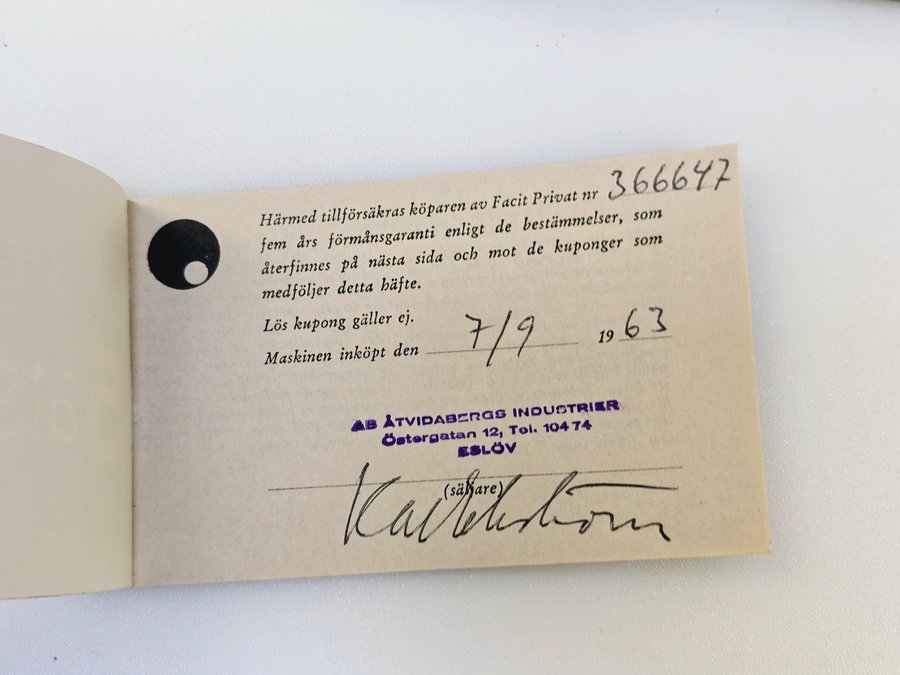 Härmed tillförsäkras köparen av Facit Privat nr 366647
fem års förmånsgaranti enligt de bestämmelser, som
återfinnes på nästa sida och mot de kuponger som
medföljer detta häfte.
Lös kupong gäller ej.
Maskinen inköpt den 7/9 1963
AB ÅTVIDABERGS INDUSTRIER
Östergatan 12, Tel. 10474
ESLÖV
(säljare)